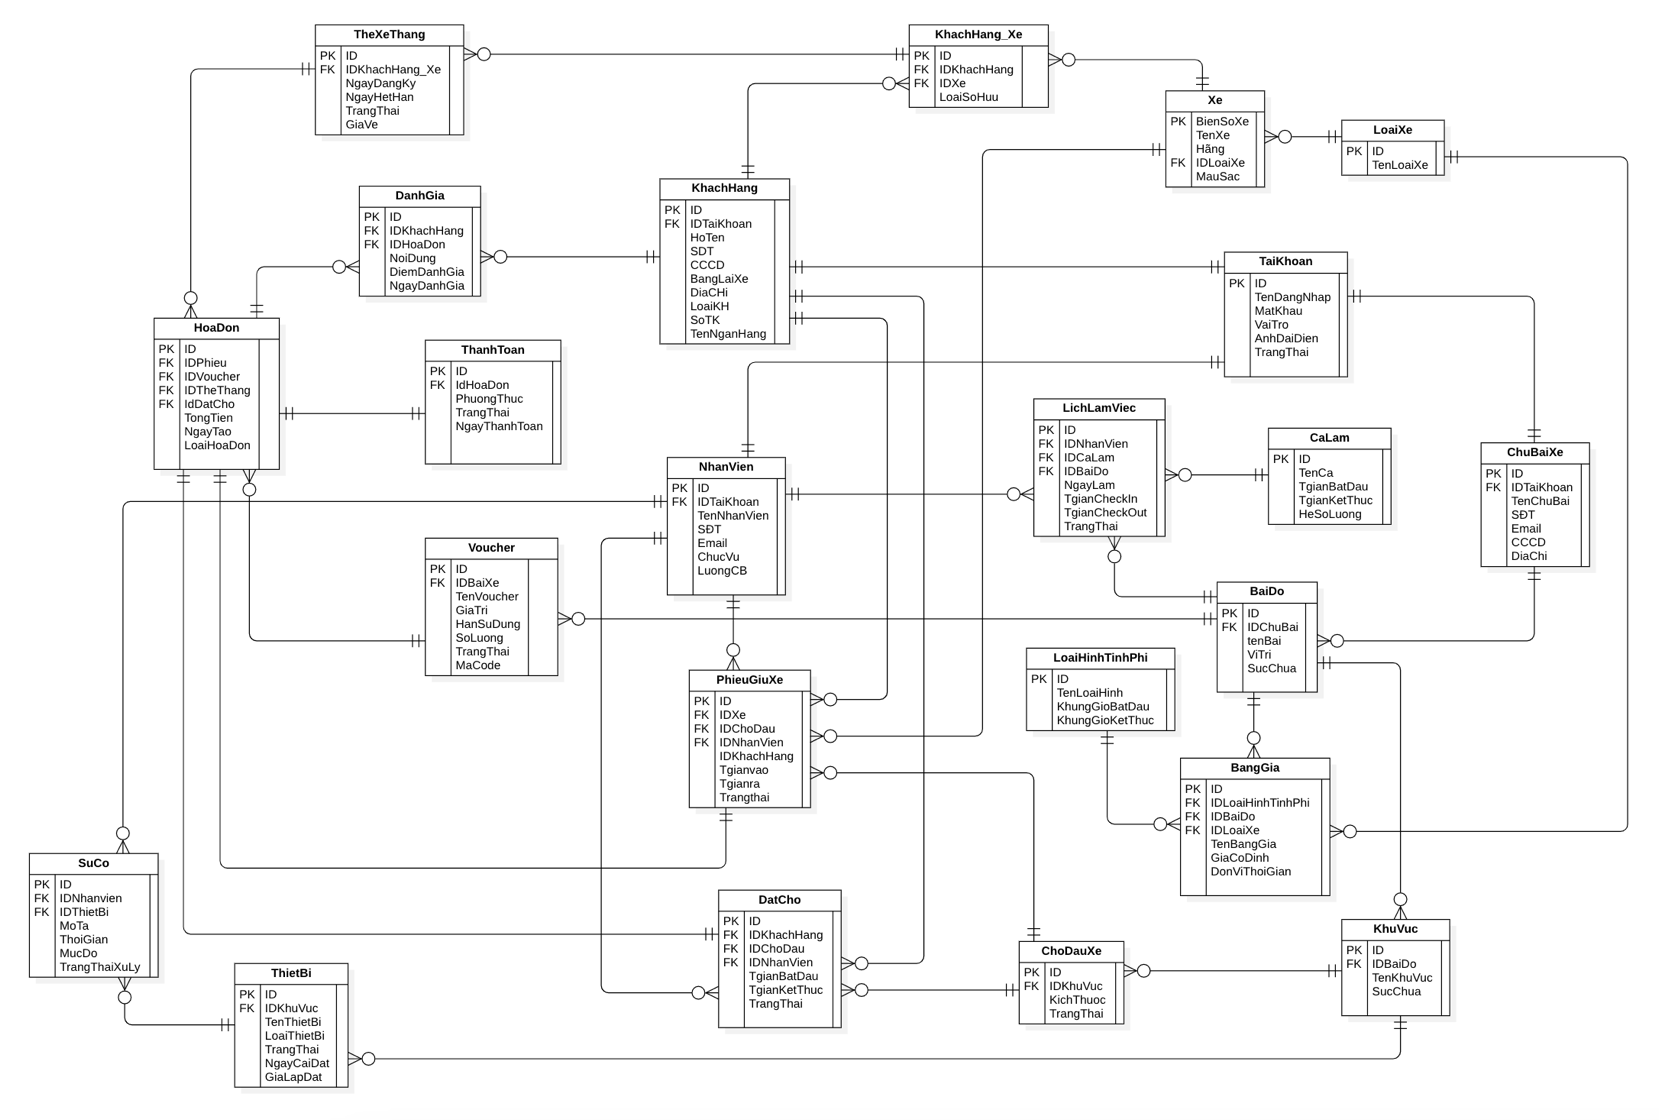 TheXeThang
PK ID
FK IDKhachHang_Xe
NgayDangKy
NgayHetHan
TrangThai
GiaVe
KhachHang_Xe
PK ID
FK IDKhachHang
FK IDXe
LoaiSoHuu
Xe
PK BienSoXe
TenXe
Hãng
FK IDLoaiXe
MauSac
LoaiXe
PK ID
TenLoaiXe
DanhGia
PK ID
FK IDKhachHang
FK IDHoaDon
NoiDung
DiemDanhGia
NgayDanhGia
KhachHang
PK ID
FK IDTaiKhoan
HoTen
SDT
CCCD
BangLaiXe
DiaCHi
LoaiKH
SoTK
TenNganHang
TaiKhoan
PK ID
TenDangNhap
MatKhau
VaiTro
AnhDaiDien
TrangThai
HoaDon
PK ID
FK IDPhieu
FK IDVoucher
FK IDTheThang
FK IdDatCho
TongTien
NgayTao
LoaiHoaDon
ThanhToan
PK ID
FK IdHoaDon
PhuongThuc
TrangThai
NgayThanhToan
LichLamViec
PK ID
FK IDNhanVien
FK IDCaLam
FK IDBaiDo
NgayLam
TgianCheckIn
TgianCheckOut
TrangThai
CaLam
PK ID
TenCa
TgianBatDau
TgianKetThuc
HeSoLuong
ChuBaiXe
PK ID
FK IDTaiKhoan
TenChuBai
SĐT
Email
CCCD
DiaChi
NhanVien
PK ID
FK IDTaiKhoan
TenNhanVien
SĐT
Email
ChucVu
LuongCB
Voucher
PK ID
FK IDBaiXe
TenVoucher
GiaTri
HanSuDung
SoLuong
TrangThai
MaCode
BaiDo
PK ID
FK IDChuBai
tenBai
ViTri
SucChua
LoaiHinhTinhPhi
PK ID
TenLoaiHinh
KhungGioBatDau
KhungGioKetThuc
PhieuGiuXe
PK ID
FK IDXe
FK IDChoDau
FK IDNhanVien
IDKhachHang
Tgianvao
Tgianra
Trangthai
BangGia
PK ID
FK IDLoaiHinhTinhPhi
FK IDBaiDo
FK IDLoaiXe
TenBangGia
GiaCoDinh
DonViThoiGian
SuCo
PK ID
FK IDNhanvien
FK IDThietBi
MoTa
ThoiGian
MucDo
TrangThaiXuLy
DatCho
PK ID
FK IDKhachHang
FK IDChoDau
FK IDNhanVien
TgianBatDau
TgianKetThuc
TrangThai
ChoDauXe
PK ID
FK IDKhuVuc
KichThuoc
TrangThai
KhuVuc
PK ID
FK IDBaiDo
TenKhuVuc
SucChua
ThietBi
PK ID
FK IDKhuVuc
TenThietBi
LoaiThietBi
TrangThai
NgayCaiDat
GiaLapDat